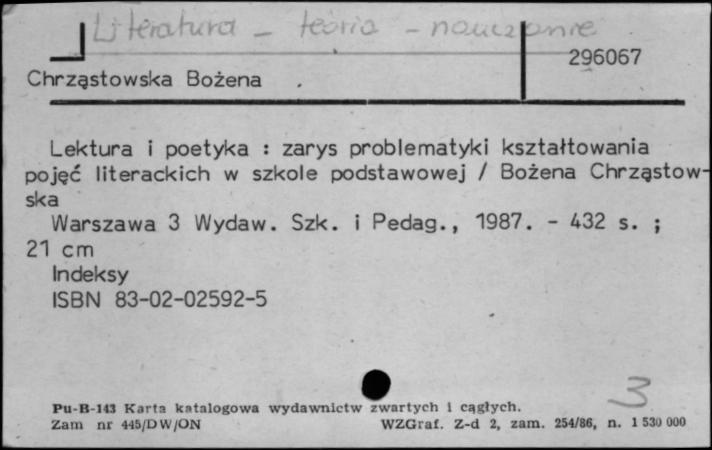 Literatura - teoria - nauczanie
296067
Chrząstowska Bożena
Lektura i poetyka : zarys problematyki kształtowania
pojęć literackich w szkole podstawowej / Bożena Chrząstow-
ska
Warszawa 3 Wydaw. Szk. i Pedag., 1987. - 432 s. ;
21 cm
Indeksy
ISBN 83-02-02592-5
3
Pu-B-143 Karta katalogowa wydawnictw zwartych i cągłych.
Zam nr 445/DW/ON WZGraf. Z-d 2, zam. 254/86, n. 1 530 000